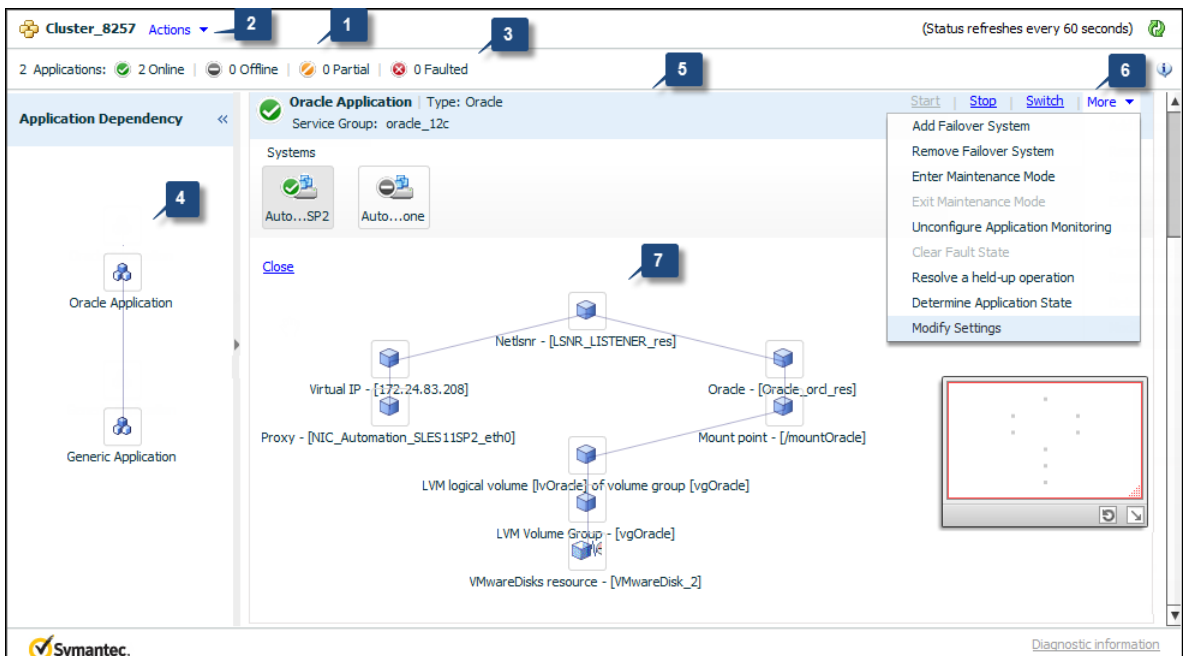 Cluster_8257 Actions 2 1 3 (Status refreshes every 60 seconds)
2 Applications: 2 Online | 0 Offline | 0 Partial | 0 Faulted
5 6
Application Dependency «
Oracle Application | Type: Oracle
Service Group: oracle_12c
Start | Stop | Switch | More
Add Failover System
Remove Failover System
Enter Maintenance Mode
Exit Maintenance Mode
Unconfigure Application Monitoring
Clear Fault State
Resolve a held-up operation
Determine Application State
Modify Settings
Systems
Auto...SP2 Auto...one
4
Close
7
Oracle Application
Generic Application
Netlsnr - [LSNR_LISTENER_res]
Virtual IP - [172.24.83.208]
Oracle - [Oracle_orcl_res]
Proxy - [NIC_Automation_SLES11SP2_eth0]
Mount point - [/mountOracle]
LVM logical volume [lvOracle] of volume group [vgOracle]
LVM Volume Group - [vgOracle]
VMwareDisks resource - [VMwareDisk_2]
Symantec.
Diagnostic information